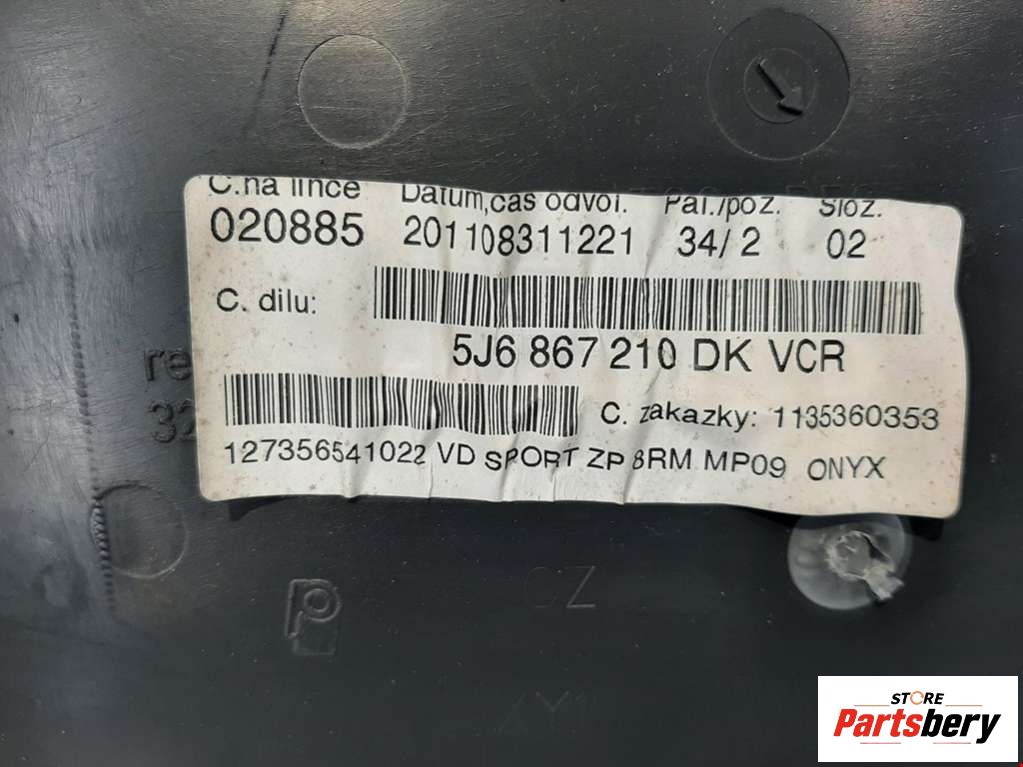 C.na lince Datum,cas odvol. Pal./poz. Sloz.
020885 201108311221 34/2 02
C. dilu:
5J6 867 210 DK VCR
C. zakazky: 1135360353
127356541022 VD SPORT ZP 8RM MP09 ONYX
CZ
STORE
Partsbery